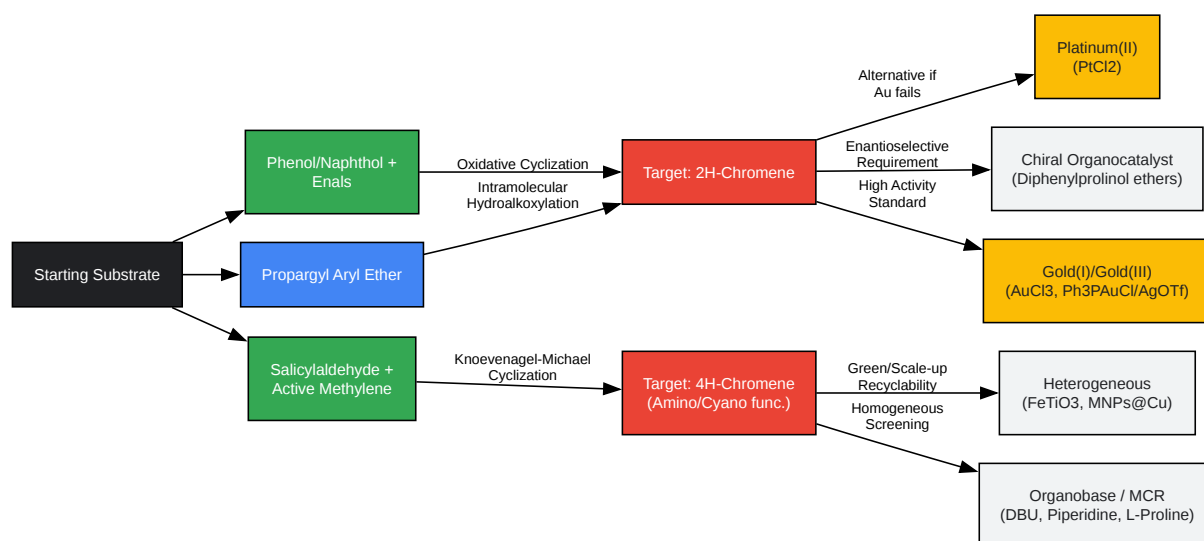 Starting Substrate
Phenol/Naphthol +
Enals
Propargyl Aryl Ether
Salicylaldehyde +
Active Methylene
Oxidative Cyclization
Intramolecular
Hydroalkoxylation
Knoevenagel-Michael
Cyclization
Target: 2H-Chromene
Target: 4H-Chromene
(Amino/Cyano func.)
Alternative if
Au fails
Enantioselective
Requirement
High Activity
Standard
Green/Scale-up
Recyclability
Homogeneous
Screening
Platinum(II)
(PtCl2)
Chiral Organocatalyst
(Diphenylprolinol ethers)
Gold(I)/Gold(III)
(AuCl3, Ph3PAuCl/AgOTf)
Heterogeneous
(FeTiO3, MNPs@Cu)
Organobase / MCR
(DBU, Piperidine, L-Proline)